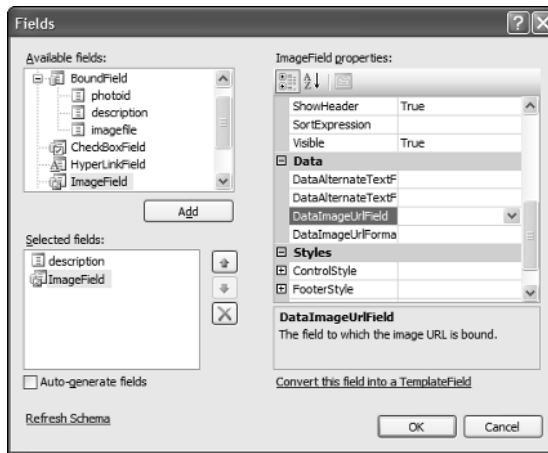 Fields
Available fields:
BoundField
photoid
description
imagefile
CheckBoxField
HyperLinkField
ImageField
Add
Selected fields:
description
ImageField
Auto-generate fields
Refresh Schema
ImageField properties:
ShowHeader True
SortExpression
Visible True
Data
DataAlternateTextF
DataAlternateTextF
DataImageUrlField
DataImageUrlForma
Styles
ControlStyle
FooterStyle
DataImageUrlField
The field to which the image URL is bound.
Convert this field into a TemplateField
OK Cancel